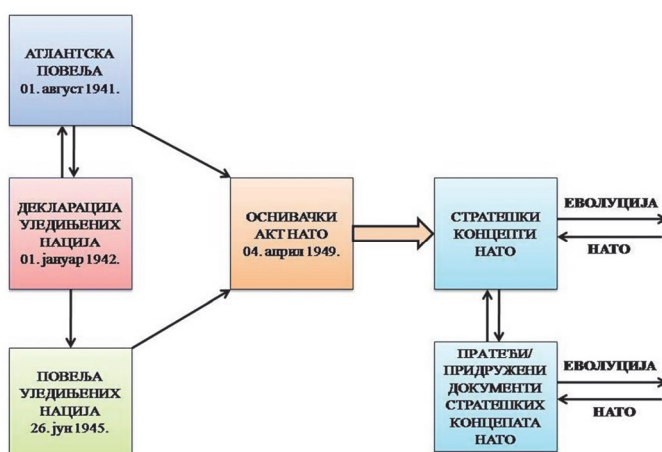 АТЛАНТСКА
ПОВЕЉА
01. август 1941.
ДЕКЛАРАЦИЈА
УЈЕДИЊЕНИХ
НАЦИЈА
01. јануар 1942.
ПОВЕЉА
УЈЕДИЊЕНИХ
НАЦИЈА
26. јун 1945.
ОСНИВАЧКИ
АКТ НАТО
04. април 1949.
СТРАТЕШКИ
КОНЦЕПТИ
НАТО
ЕВОЛУЦИЈА
НАТО
ПРАТЕЋИ/
ПРИДРУЖЕНИ
ДОКУМЕНТИ
СТРАТЕШКИХ
КОНЦЕПАТА
НАТО
ЕВОЛУЦИЈА
НАТО